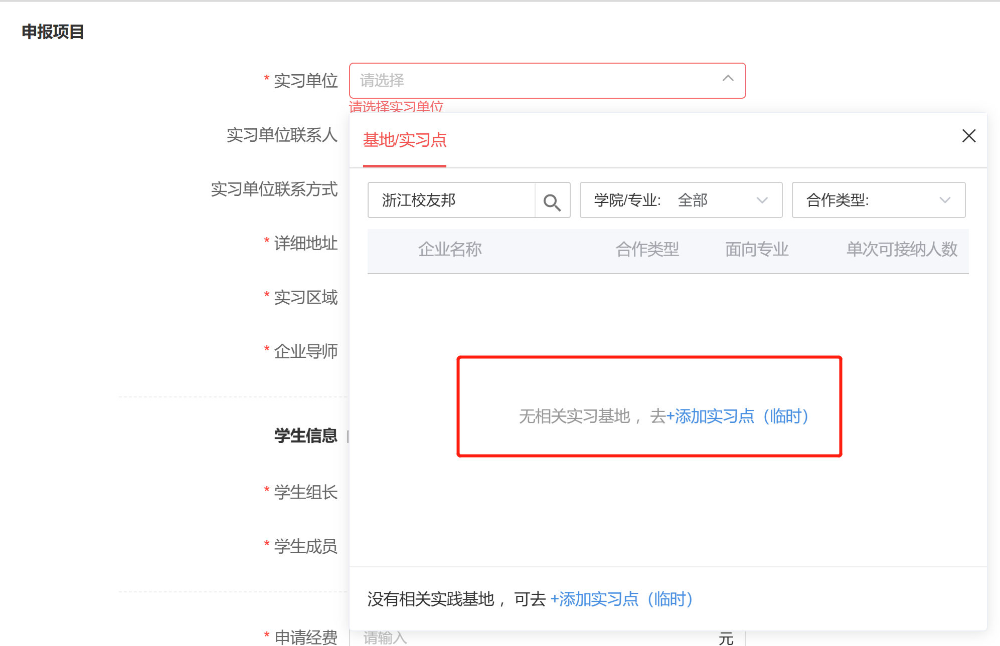 申报项目
* 实习单位 请选择
请选择实习单位
实习单位联系人
实习单位联系方式
* 详细地址
* 实习区域
* 企业导师
学生信息
* 学生组长
* 学生成员
* 申请经费 请输入 元
基地/实习点
浙江校友邦 学院/专业: 全部 合作类型:
企业名称 合作类型 面向专业 单次可接纳人数
无相关实习基地，去+添加实习点（临时）
没有相关实践基地，可去 +添加实习点（临时）